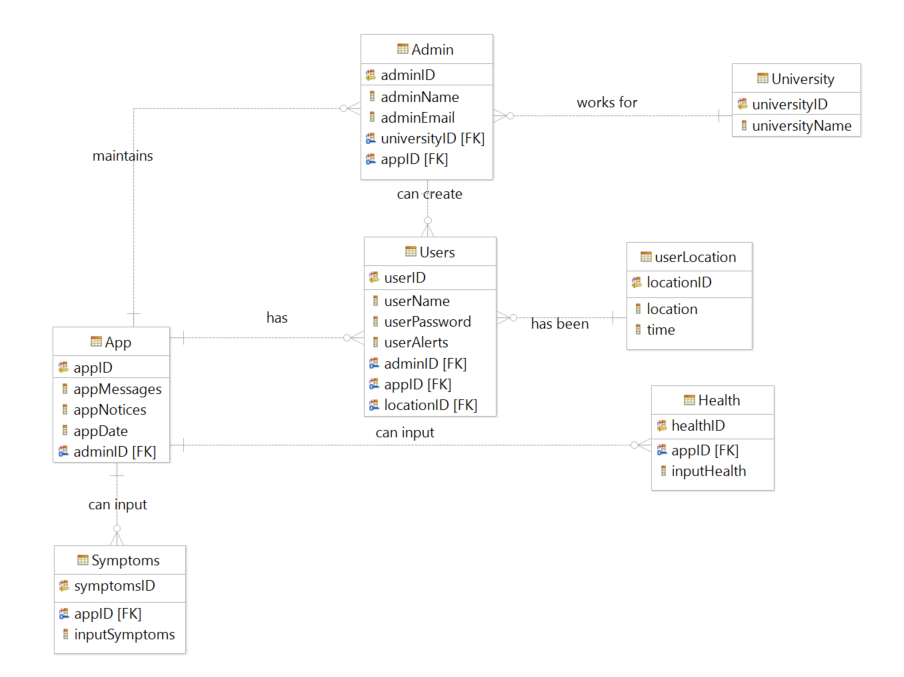 Admin
adminID
adminName
adminEmail
universityID [FK]
appID [FK]
works for
University
universityID
universityName
maintains
can create
Users
userID
userName
userPassword
userAlerts
adminID [FK]
appID [FK]
locationID [FK]
has been
userLocation
locationID
location
time
has
App
appID
appMessages
appNotices
appDate
adminID [FK]
can input
Health
healthID
appID [FK]
inputHealth
can input
Symptoms
symptomsID
appID [FK]
inputSymptoms